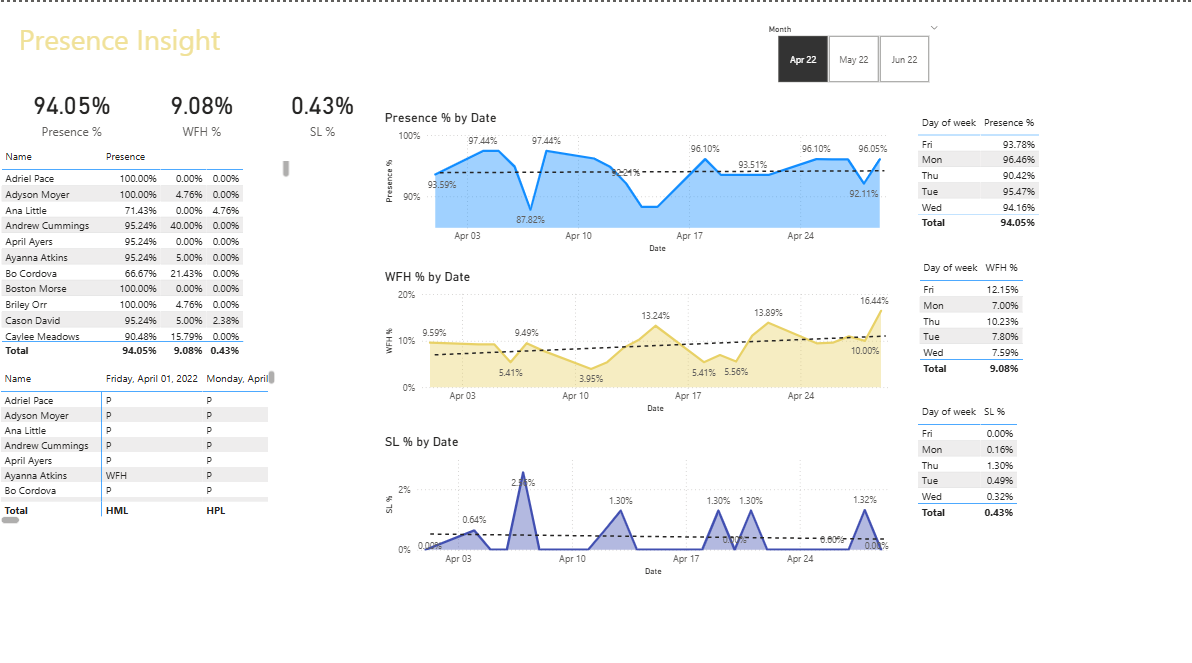 Presence Insight
Month
Apr 22 May 22 Jun 22
94.05% 9.08% 0.43%
Presence % WFH % SL %
Name Presence
Adriel Pace 100.00% 0.00% 0.00%
Adyson Moyer 100.00% 4.76% 0.00%
Ana Little 71.43% 0.00% 4.76%
Andrew Cummings 95.24% 40.00% 0.00%
April Ayers 95.24% 0.00% 0.00%
Ayanna Atkins 95.24% 5.00% 0.00%
Bo Cordova 66.67% 21.43% 0.00%
Boston Morse 100.00% 0.00% 0.00%
Briley Orr 100.00% 4.76% 0.00%
Cason David 95.24% 5.00% 2.38%
Caylee Meadows 90.48% 15.79% 0.00%
Total 94.05% 9.08% 0.43%
Name Friday, April 01, 2022 Monday, April
Adriel Pace P P
Adyson Moyer P P
Ana Little P P
Andrew Cummings P P
April Ayers P P
Ayanna Atkins WFH P
Bo Cordova P P
Total HML HPL
Presence % by Date
Presence %
100%
90%
93.59% 97.44% 87.82% 97.44% 96.10% 93.51% 96.10% 92.11% 96.05%
Apr 03 Apr 10 Apr 17 Apr 24
Date
WFH % by Date
WFH %
20%
10%
0%
9.59% 5.41% 9.49% 3.95% 13.24% 5.41% 5.56% 13.89% 10.00% 16.44%
Apr 03 Apr 10 Apr 17 Apr 24
Date
SL % by Date
SL %
2%
0%
0.00% 0.64% 1.30% 1.30% 0.00% 1.30% 0.00% 1.32% 0.00%
Apr 03 Apr 10 Apr 17 Apr 24
Date
Day of week Presence %
Fri 93.78%
Mon 96.46%
Thu 90.42%
Tue 95.47%
Wed 94.16%
Total 94.05%
Day of week WFH %
Fri 12.15%
Mon 7.00%
Thu 10.23%
Tue 7.80%
Wed 7.59%
Total 9.08%
Day of week SL %
Fri 0.00%
Mon 0.16%
Thu 1.30%
Tue 0.49%
Wed 0.32%
Total 0.43%